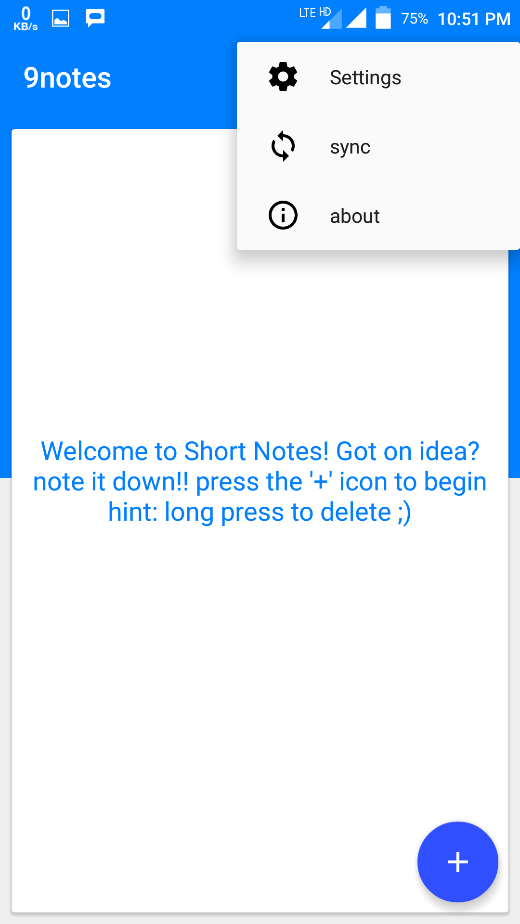 0
KB/s
LTE HD
75%
10:51 PM
9notes
Settings
sync
about
Welcome to Short Notes! Got on idea?
note it down!! press the '+' icon to begin
hint: long press to delete ;)
+